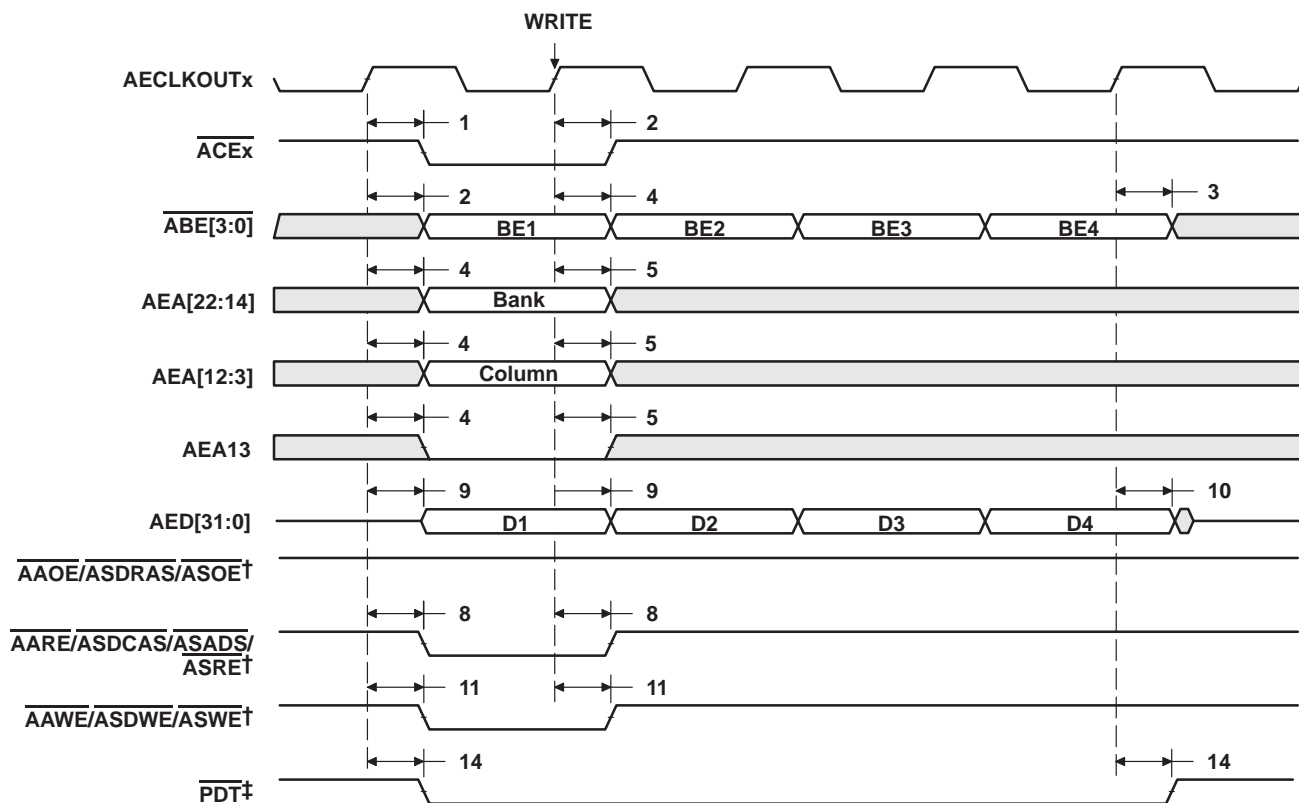 WRITE
AECLKOUTx
1 2
ACEx
2 4 3
ABE[3:0] BE1 BE2 BE3 BE4
4 5
AEA[22:14] Bank
4 5
AEA[12:3] Column
4 5
AEA13
9 9 10
AED[31:0] D1 D2 D3 D4
AAOE/ASDRAS/ASOE†
8 8
AARE/ASDCAS/ASADS/
ASRE†
11 11
AAWE/ASDWE/ASWE†
14 14
PDT‡